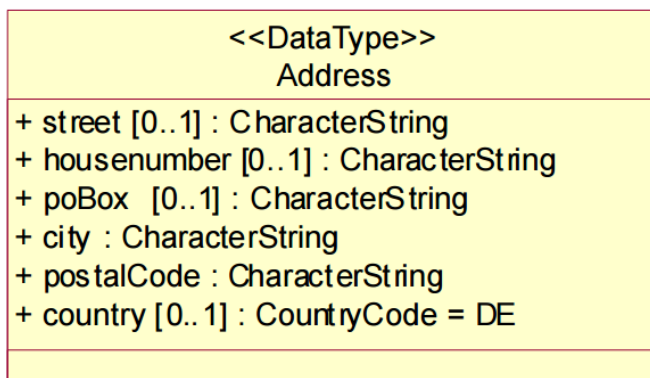 <<DataType>>
Address
+ street [0..1] : CharacterString
+ housenumber [0..1] : CharacterString
+ poBox [0..1] : CharacterString
+ city : CharacterString
+ postalCode : CharacterString
+ country [0..1] : CountryCode = DE